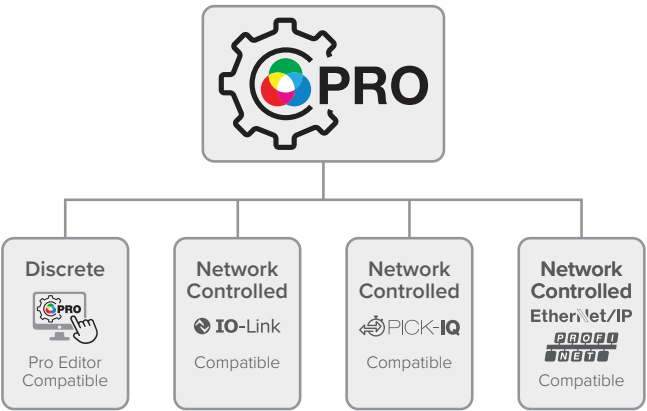 PRO
Discrete
PRO
Pro Editor
Compatible
Network
Controlled
IO-Link
Compatible
Network
Controlled
PICK-IQ
Compatible
Network
Controlled
EtherNet/IP
PROFI
NET
Compatible